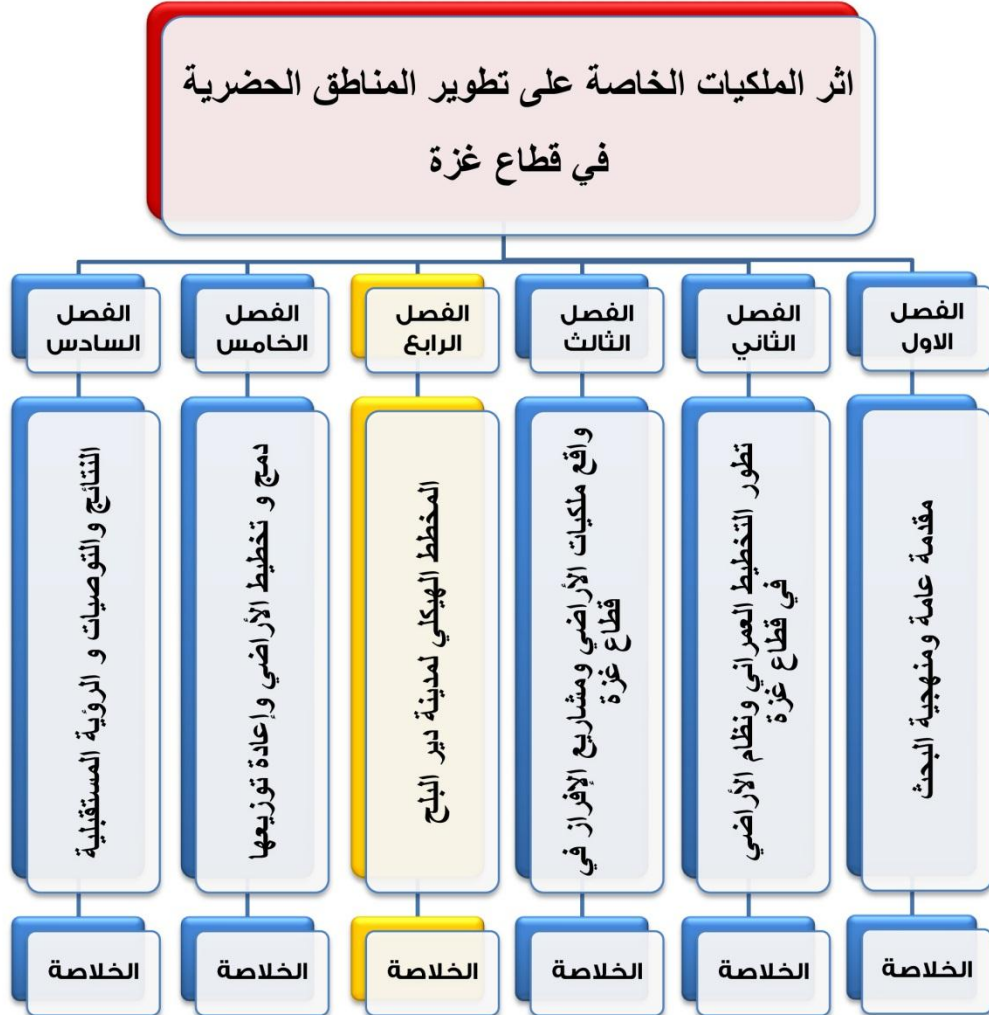 اثر الملكيات الخاصة على تطوير المناطق الحضرية
في قطاع غزة
الفصل
الاول
الفصل
الثاني
الفصل
الثالث
الفصل
الرابع
الفصل
الخامس
الفصل
السادس
مقدمة عامة ومنهجية البحث
تطور التخطيط العمراني ونظام الأراضي
في قطاع غزة
واقع ملكيات الأراضي ومشاريع الإفراز في
قطاع غزة
المخطط الهيكلي لمدينة دير البلح
دمج و تخطيط الأراضي وإعادة توزيعها
النتائج والتوصيات و الرؤية المستقبلية
الخلاصة
الخلاصة
الخلاصة
الخلاصة
الخلاصة
الخلاصة